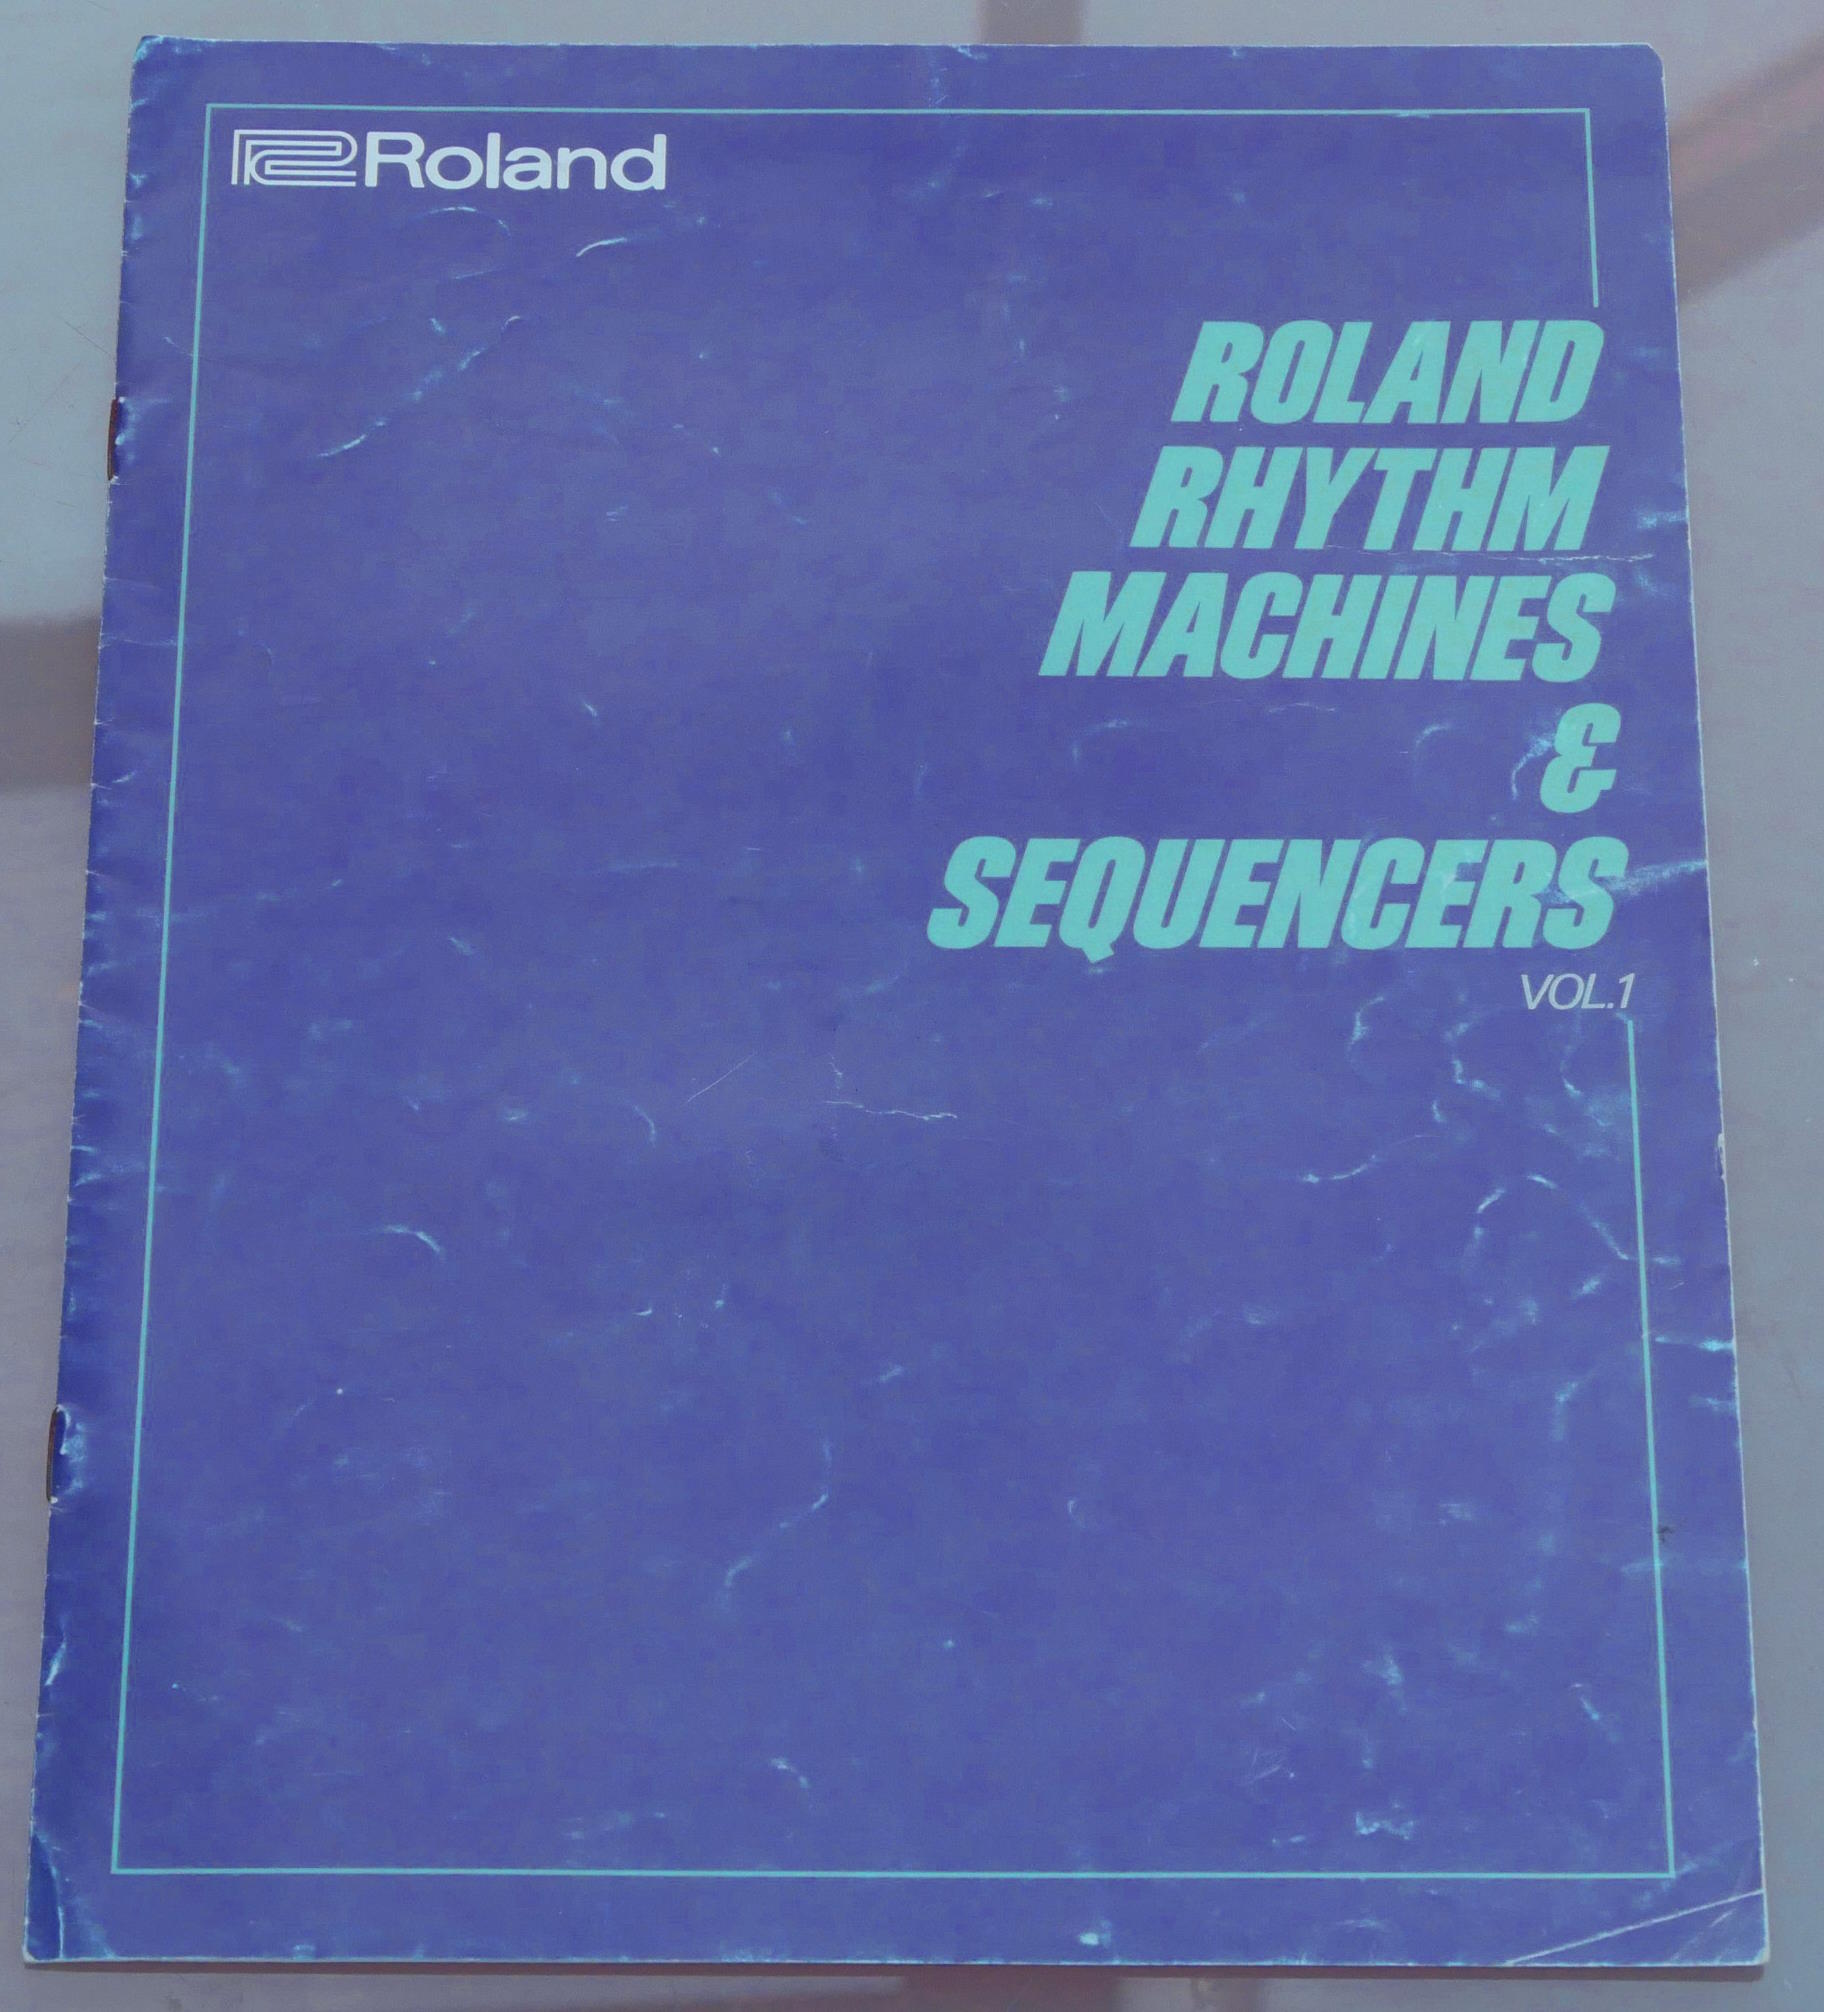 Roland
ROLAND
RHYTHM
MACHINES
&
SEQUENCERS
VOL.1